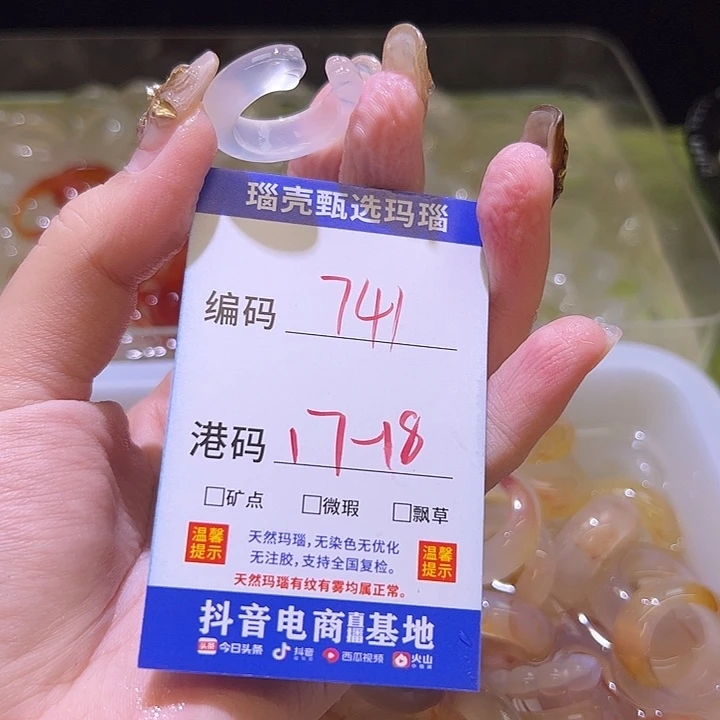 瑙壳甄选玛瑙
编码 741
港码 17-18
□矿点 □微瑕 □飘草
温馨提示
天然玛瑙，无染色无优化
无注胶，支持全国复检。
温馨提示
天然玛瑙有纹有雾均属正常。
抖音电商直播基地
头条 今日头条 抖音 西瓜视频 火山